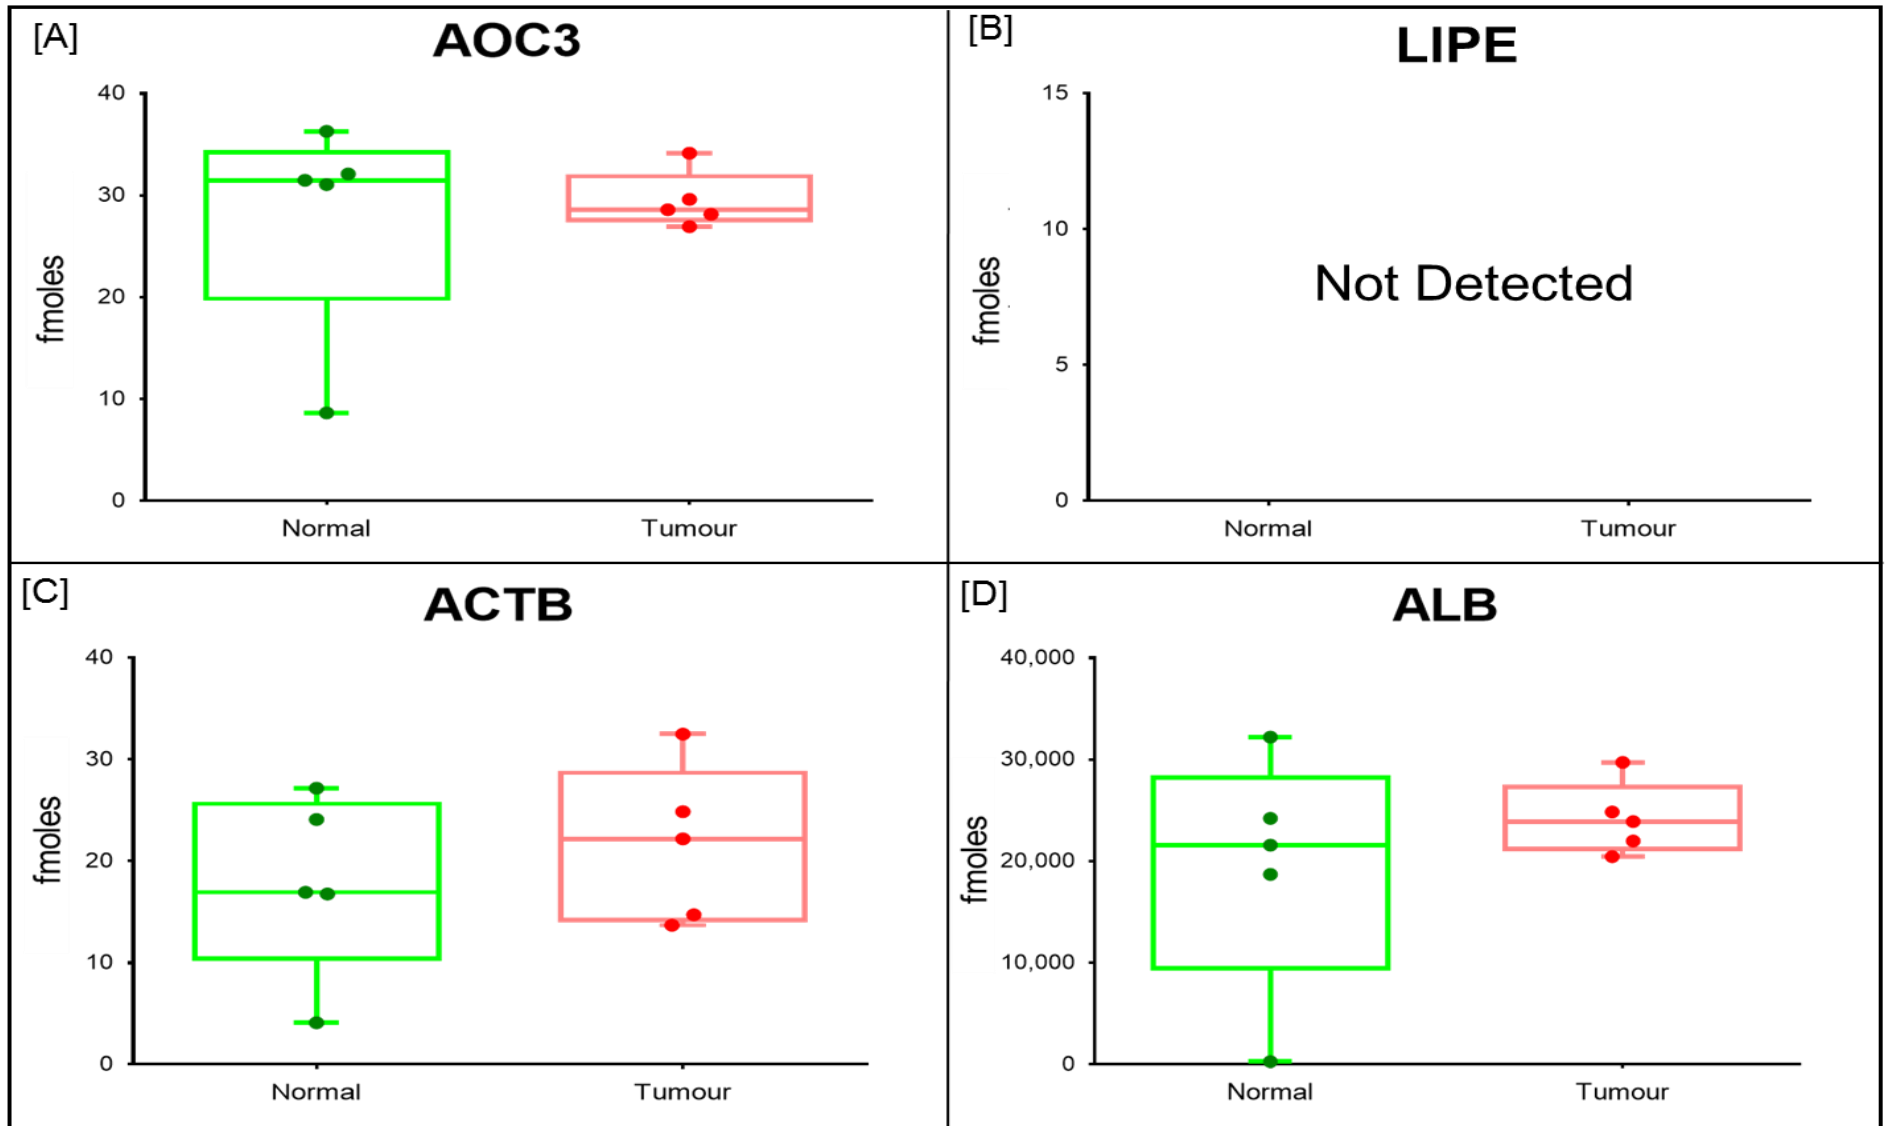 [A]
AOC3
40
30
20
10
0
fmoles
Normal Tumour
[B]
LIPE
15
10
5
0
fmoles
Not Detected
Normal Tumour
[C]
ACTB
40
30
20
10
0
fmoles
Normal Tumour
[D]
ALB
40,000
30,000
20,000
10,000
0
fmoles
Normal Tumour